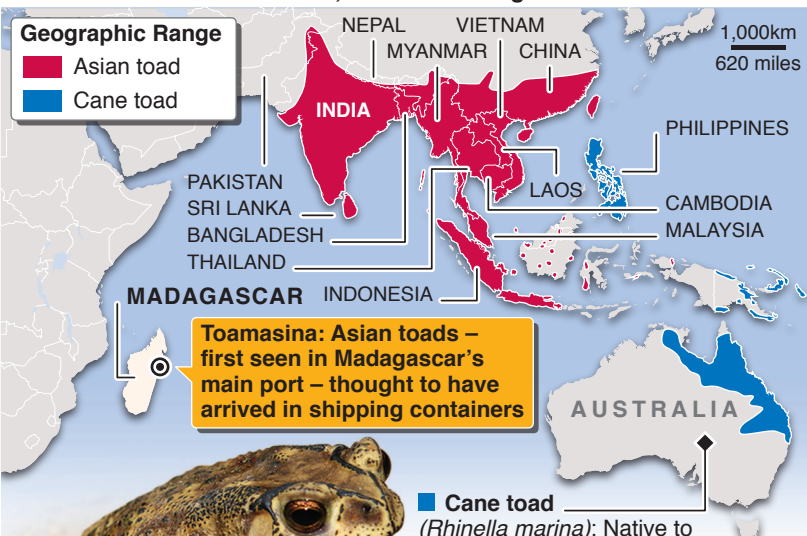 Geographic Range
Asian toad
Cane toad
NEPAL
VIETNAM
MYANMAR
CHINA
1,000km
620 miles
INDIA
PHILIPPINES
PAKISTAN
SRI LANKA
BANGLADESH
THAILAND
LAOS
CAMBODIA
MALAYSIA
MADAGASCAR
INDONESIA
Toamasina: Asian toads –
first seen in Madagascar's
main port – thought to have
arrived in shipping containers
AUSTRALIA
Cane toad
(Rhinella marina): Native to